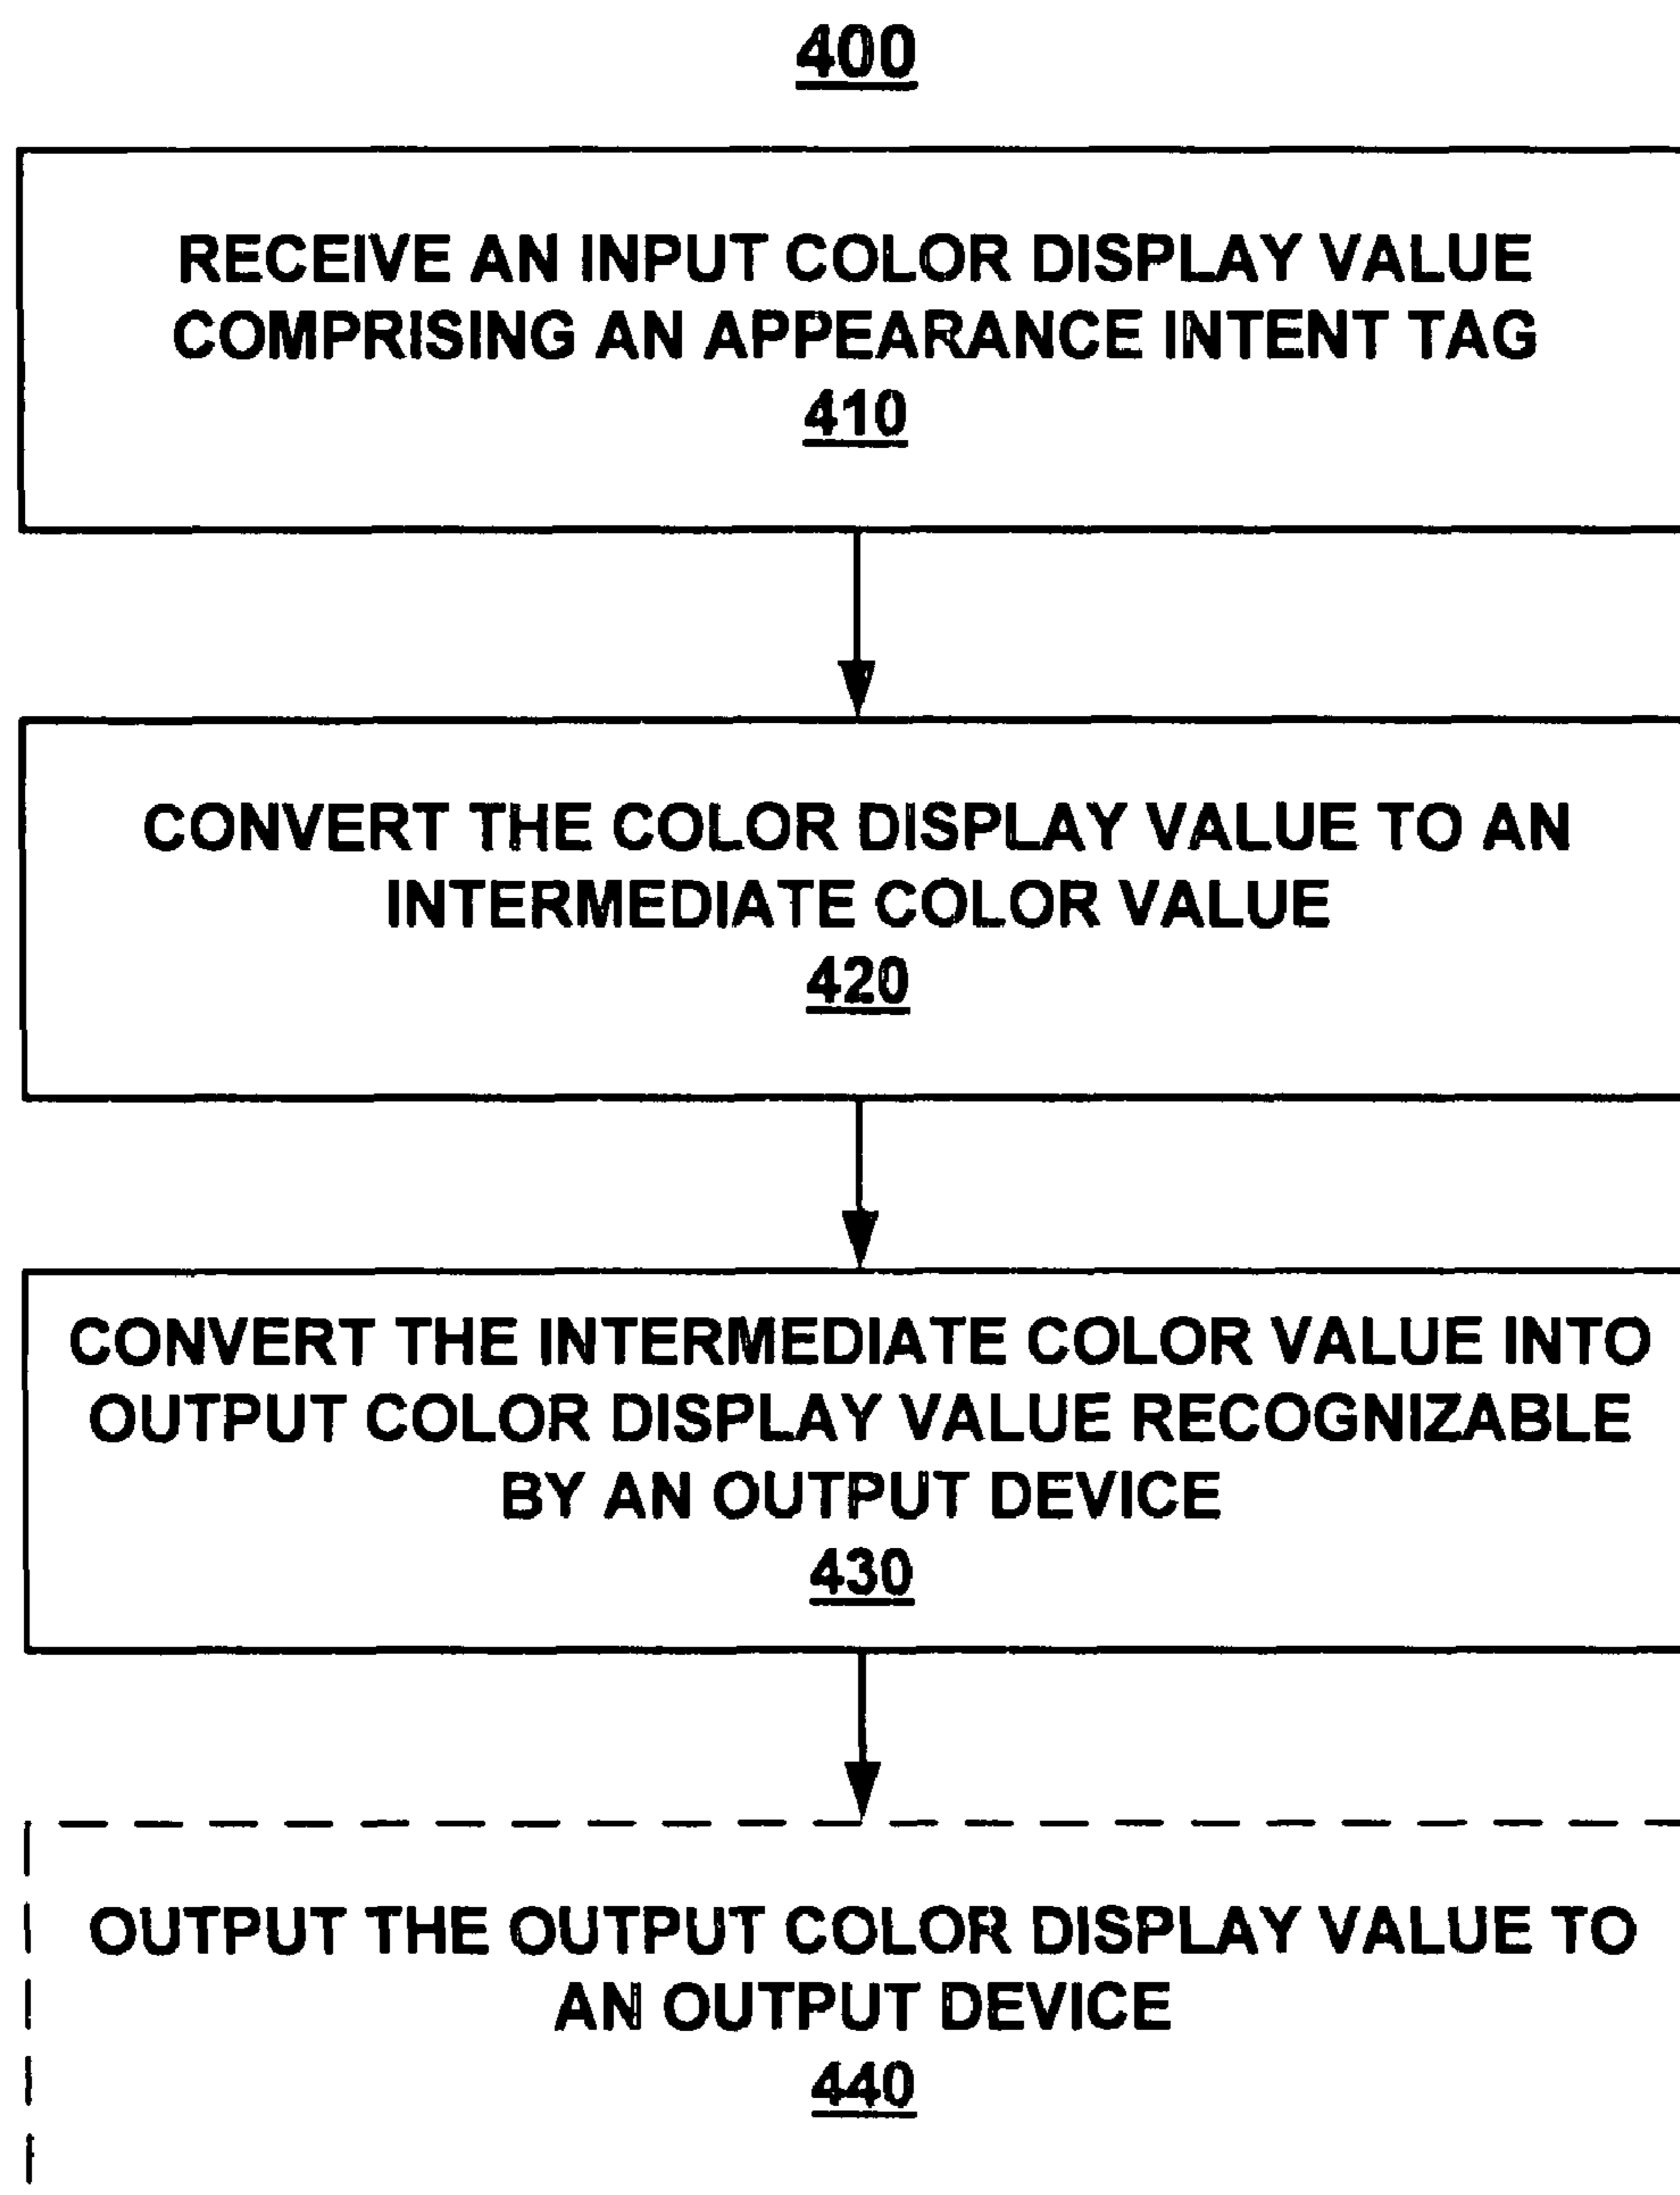 400
RECEIVE AN INPUT COLOR DISPLAY VALUE
COMPRISING AN APPEARANCE INTENT TAG
410
CONVERT THE COLOR DISPLAY VALUE TO AN
INTERMEDIATE COLOR VALUE
420
CONVERT THE INTERMEDIATE COLOR VALUE INTO
OUTPUT COLOR DISPLAY VALUE RECOGNIZABLE
BY AN OUTPUT DEVICE
430
OUTPUT THE OUTPUT COLOR DISPLAY VALUE TO
AN OUTPUT DEVICE
440